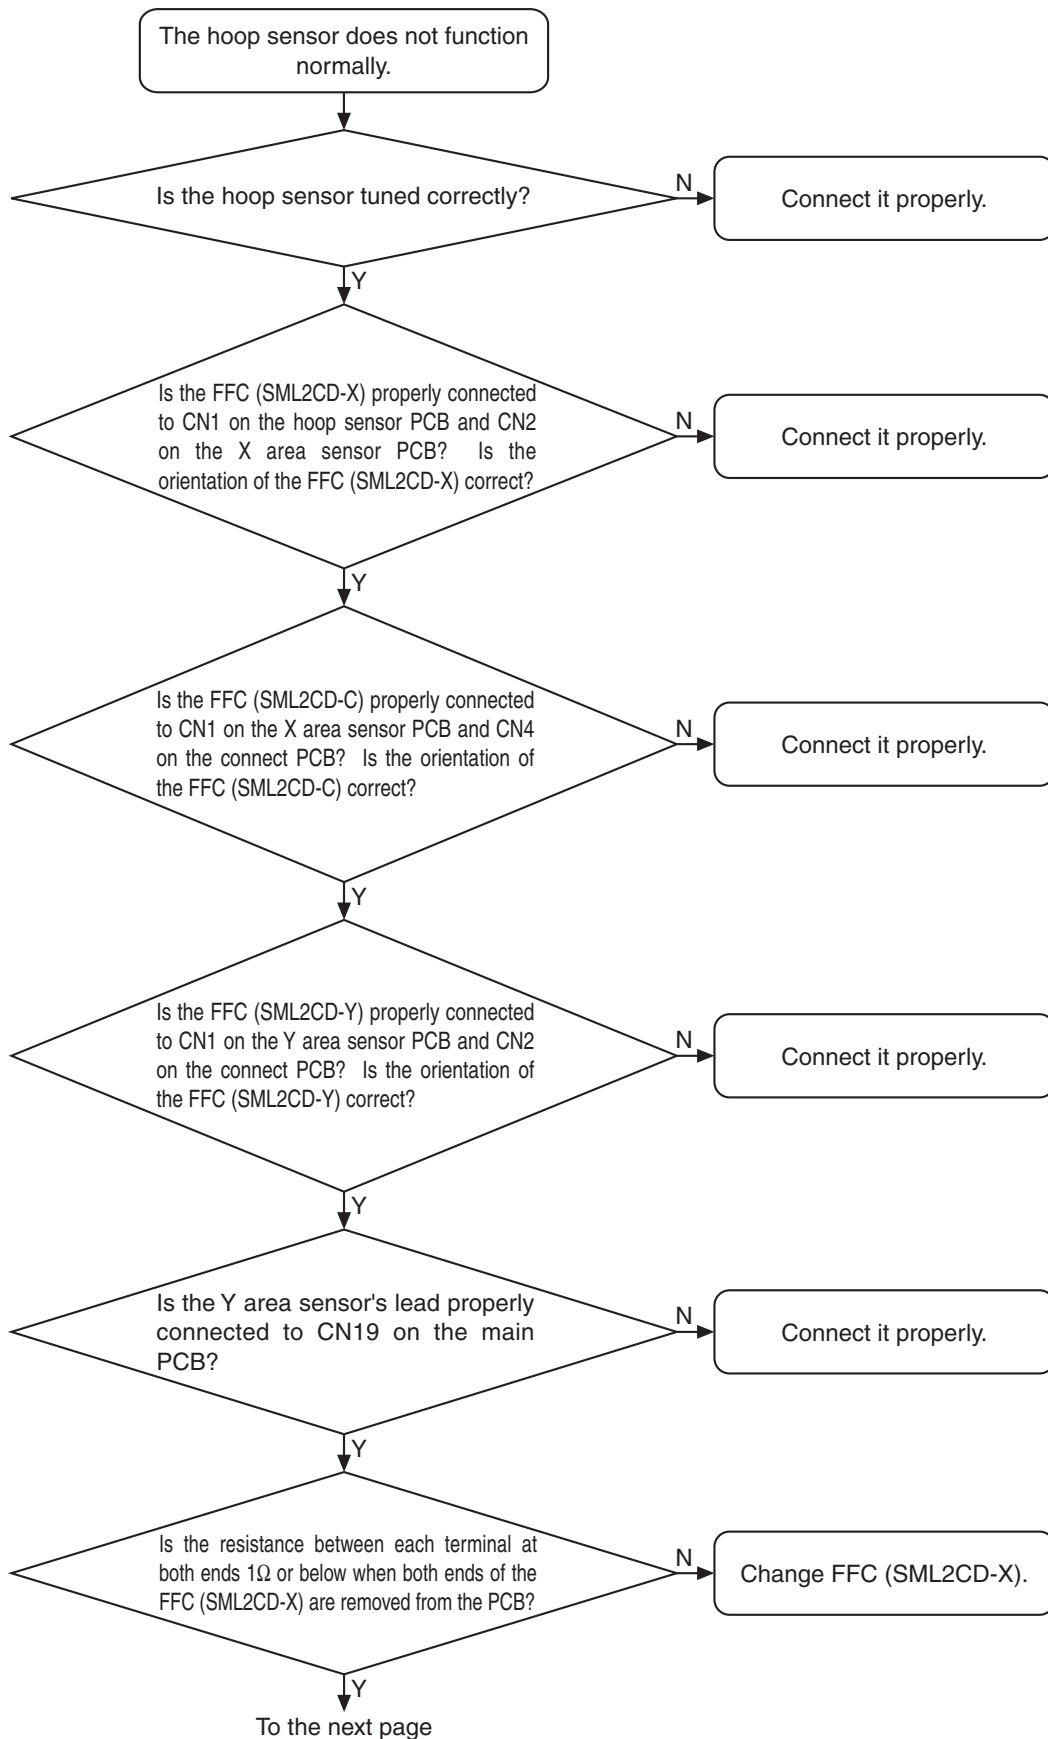 The hoop sensor does not function
normally.
Is the hoop sensor tuned correctly?
N
Connect it properly.
Y
Is the FFC (SML2CD-X) properly connected
to CN1 on the hoop sensor PCB and CN2
on the X area sensor PCB? Is the
orientation of the FFC (SML2CD-X) correct?
N
Connect it properly.
Y
Is the FFC (SML2CD-C) properly connected
to CN1 on the X area sensor PCB and CN4
on the connect PCB? Is the orientation of
the FFC (SML2CD-C) correct?
N
Connect it properly.
Y
Is the FFC (SML2CD-Y) properly connected
to CN1 on the Y area sensor PCB and CN2
on the connect PCB? Is the orientation of
the FFC (SML2CD-Y) correct?
N
Connect it properly.
Y
Is the Y area sensor's lead properly
connected to CN19 on the main
PCB?
N
Connect it properly.
Y
Is the resistance between each terminal at
both ends 1Ω or below when both ends of the
FFC (SML2CD-X) are removed from the PCB?
N
Change FFC (SML2CD-X).
Y
To the next page